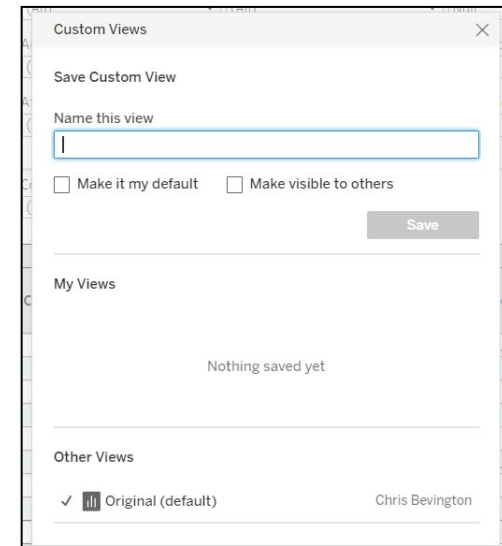 Custom Views
Save Custom View
Name this view
Make it my default Make visible to others
Save
My Views
Nothing saved yet
Other Views
Original (default) Chris Bevington